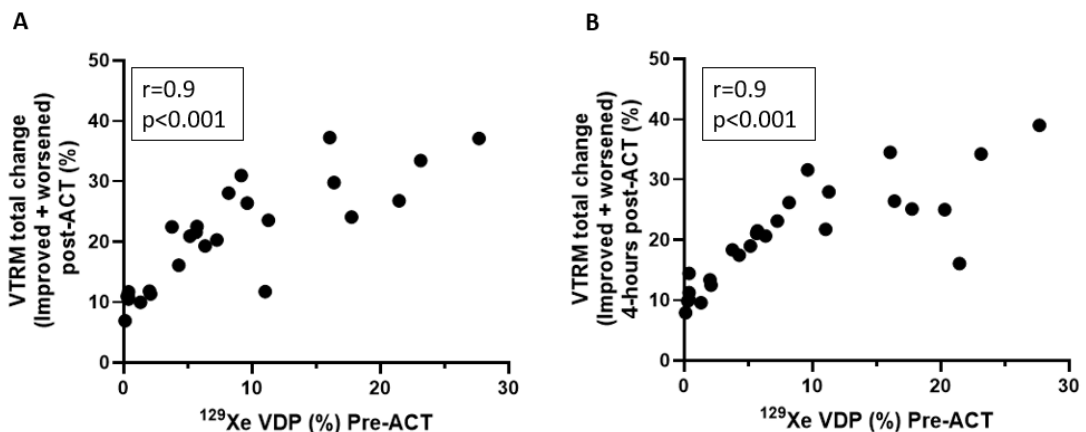 A
50
40
30
20
10
0
VTRM total change
(Improved + worsened)
post-ACT (%)
r=0.9
p<0.001
0
10
20
30
¹²⁹Xe VDP (%) Pre-ACT
B
50
40
30
20
10
0
VTRM total change
(Improved + worsened)
4-hours post-ACT (%)
r=0.9
p<0.001
0
10
20
30
¹²⁹Xe VDP (%) Pre-ACT